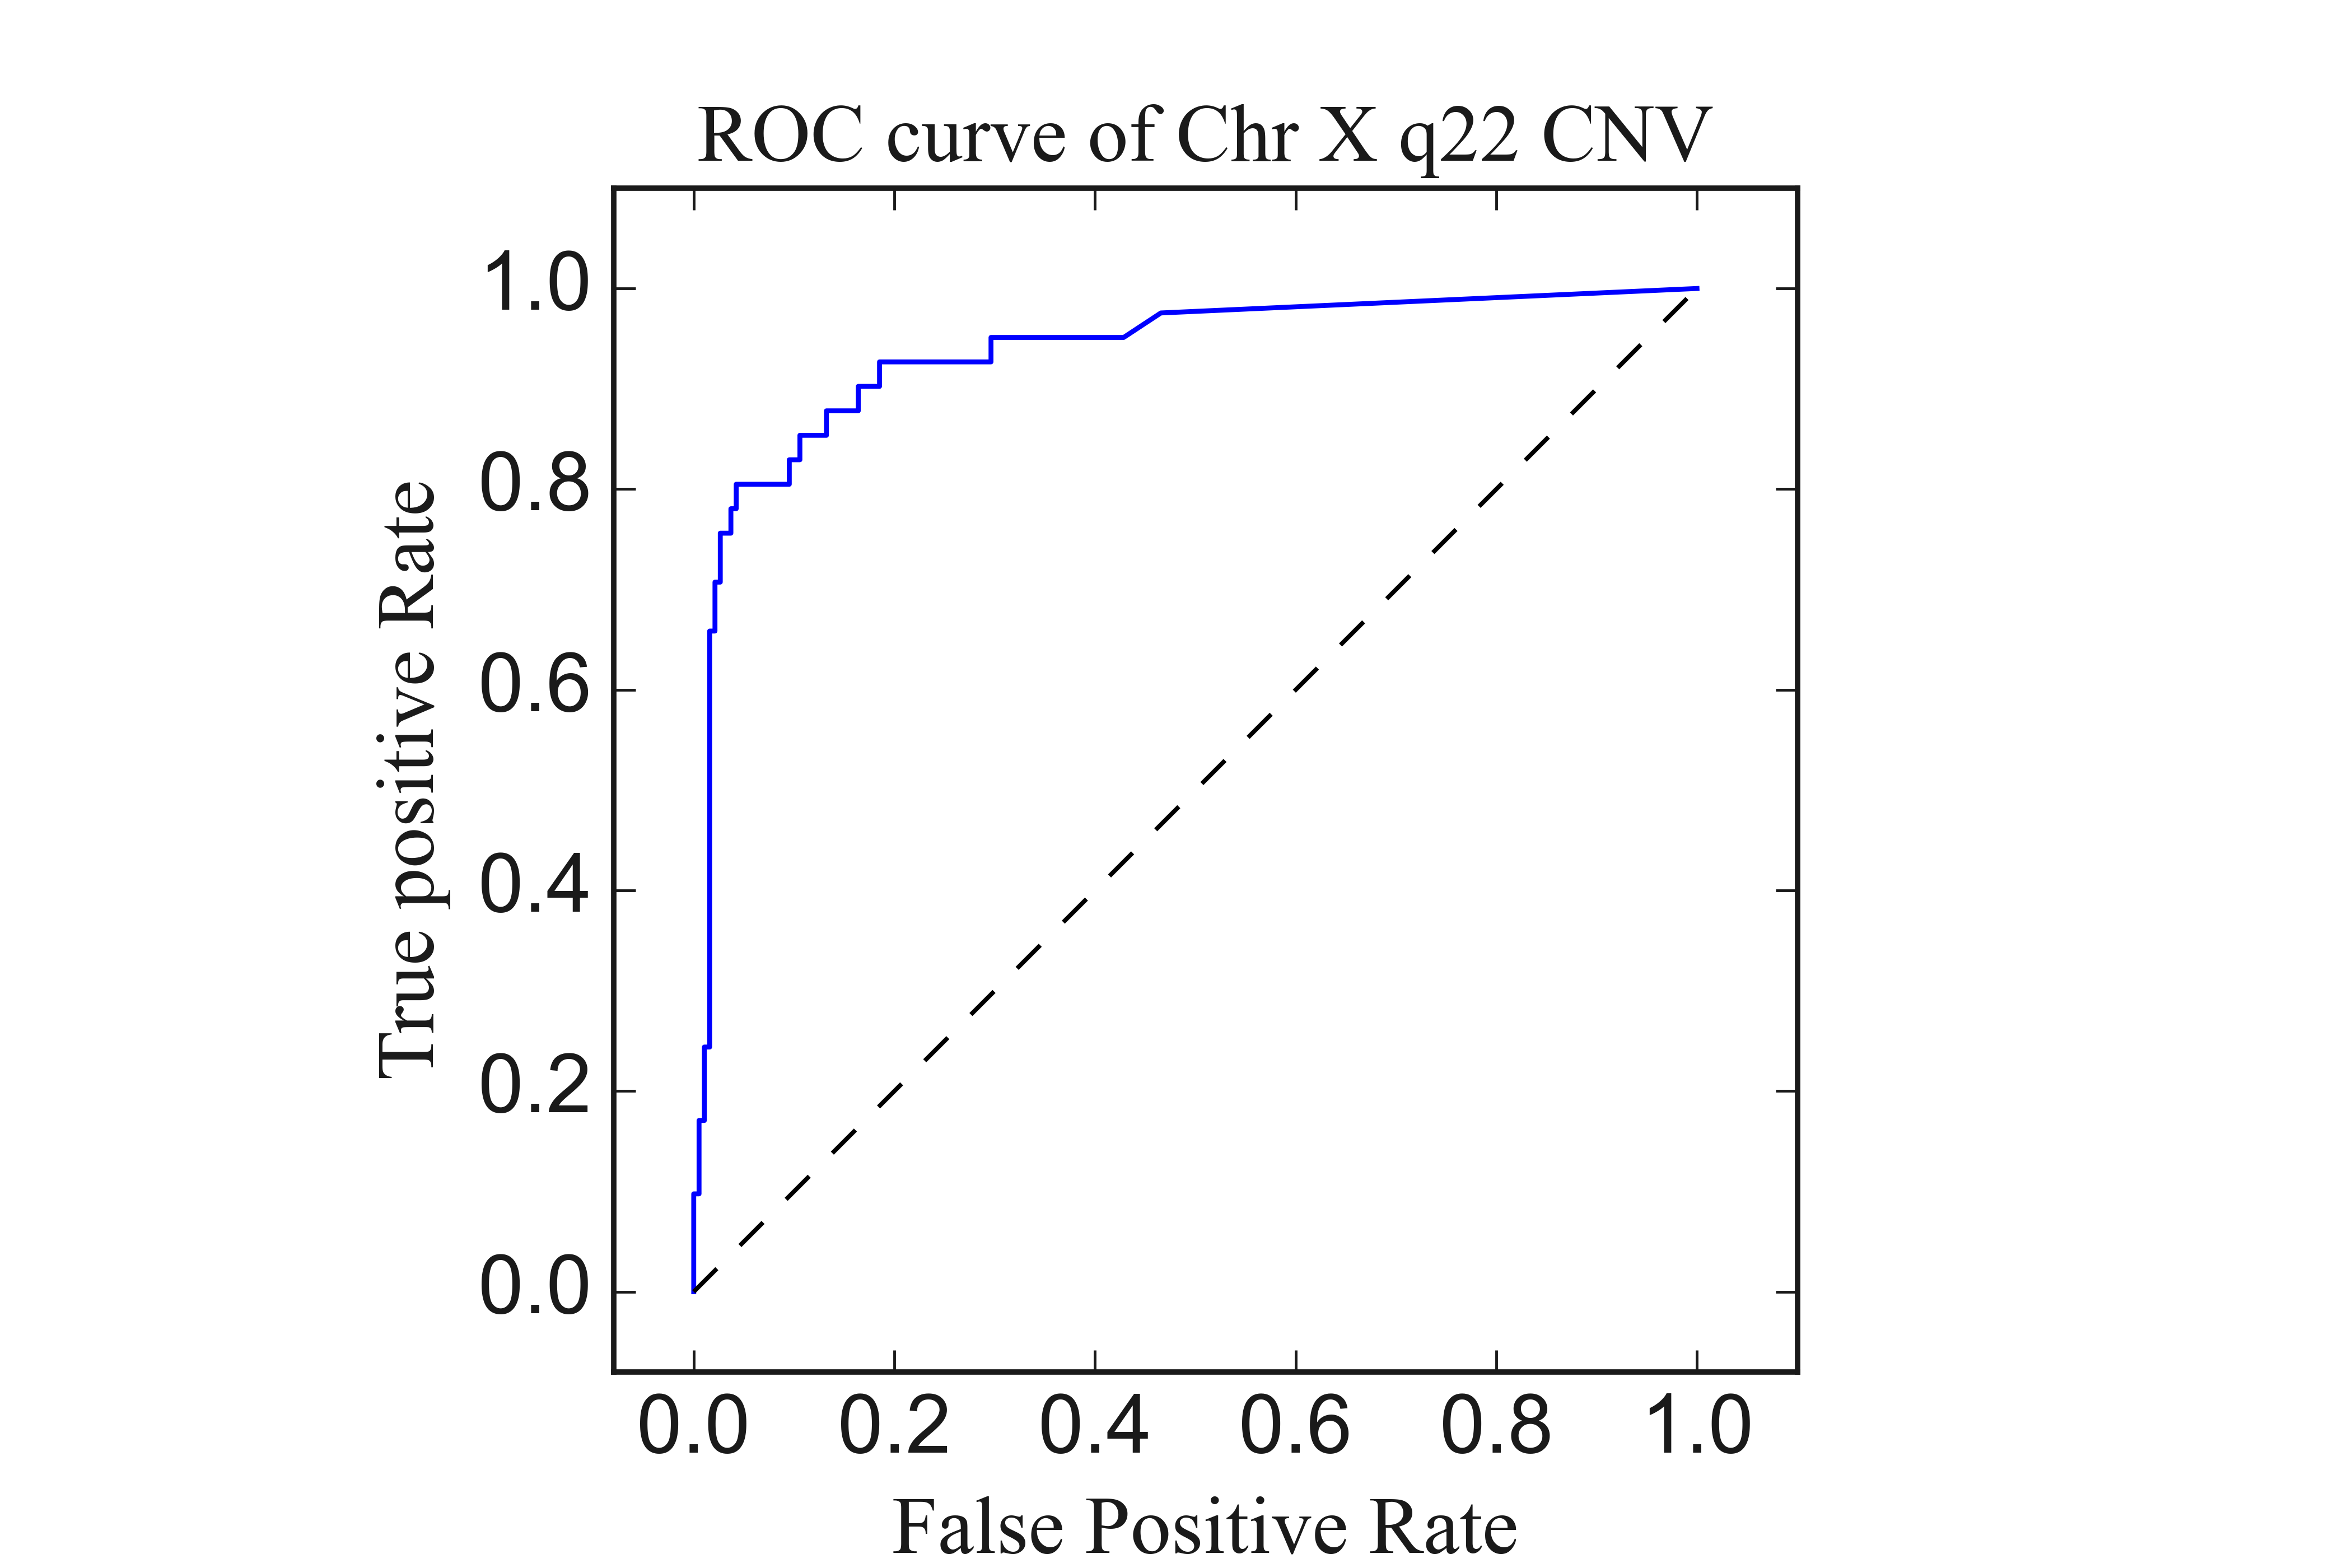 ROC curve of Chr X q22 CNV
True positive Rate
1.0
0.8
0.6
0.4
0.2
0.0
0.0 0.2 0.4 0.6 0.8 1.0
False Positive Rate